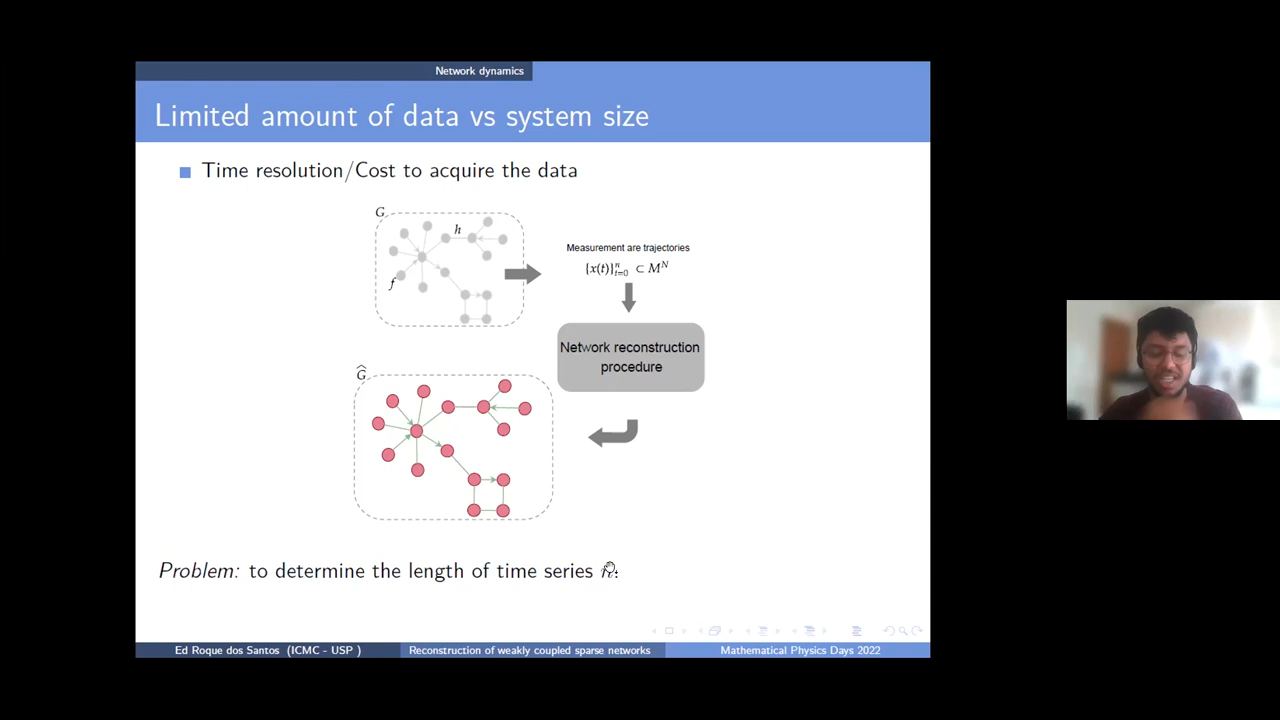 Network dynamics
Limited amount of data vs system size
Time resolution/Cost to acquire the data
G
h
f
Measurement are trajectories
{x(t)}ⁿₜ₌₀ ⊂ Mᴺ
Network reconstruction
procedure
Ĝ
Problem: to determine the length of time series n.
Ed Roque dos Santos (ICMC - USP )
Reconstruction of weakly coupled sparse networks
Mathematical Physics Days 2022